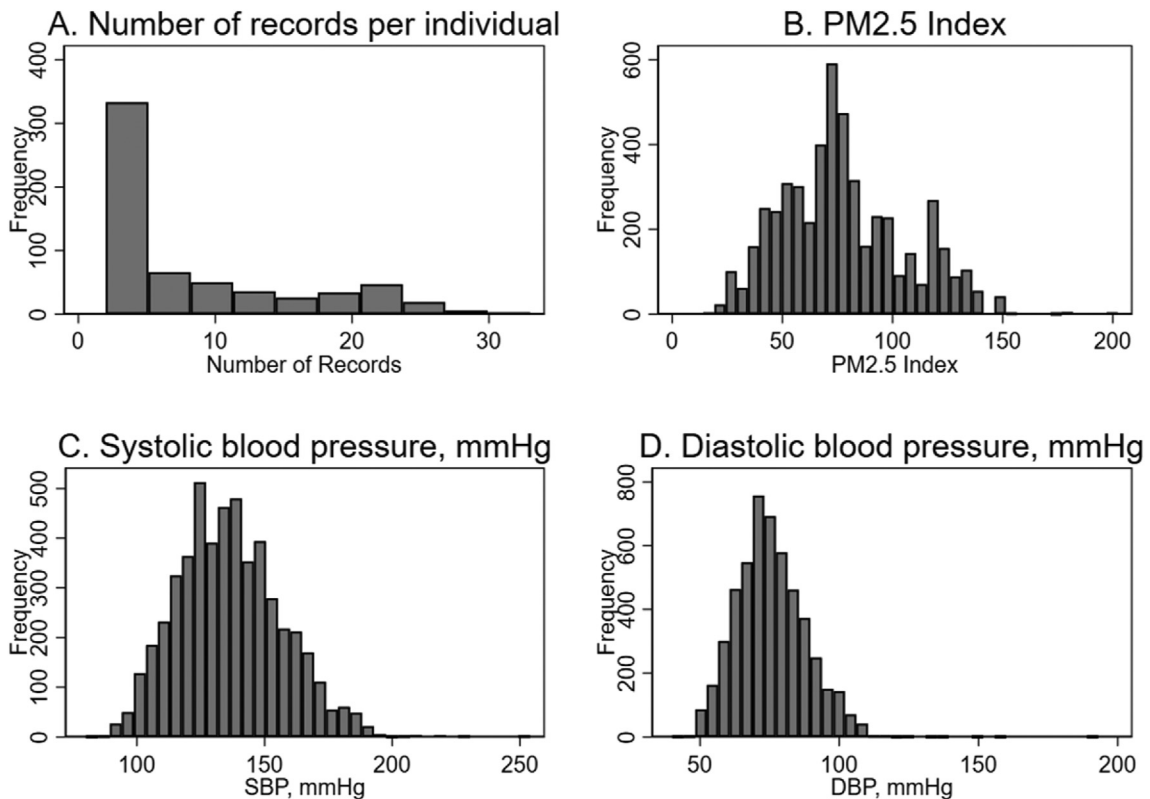 A. Number of records per individual
Frequency
0 100 200 300 400
0 10 20 30
Number of Records
B. PM2.5 Index
Frequency
0 200 400 600
0 50 100 150 200
PM2.5 Index
C. Systolic blood pressure, mmHg
Frequency
0 100 200 300 400 500
100 150 200 250
SBP, mmHg
D. Diastolic blood pressure, mmHg
Frequency
0 200 400 600 800
50 100 150 200
DBP, mmHg